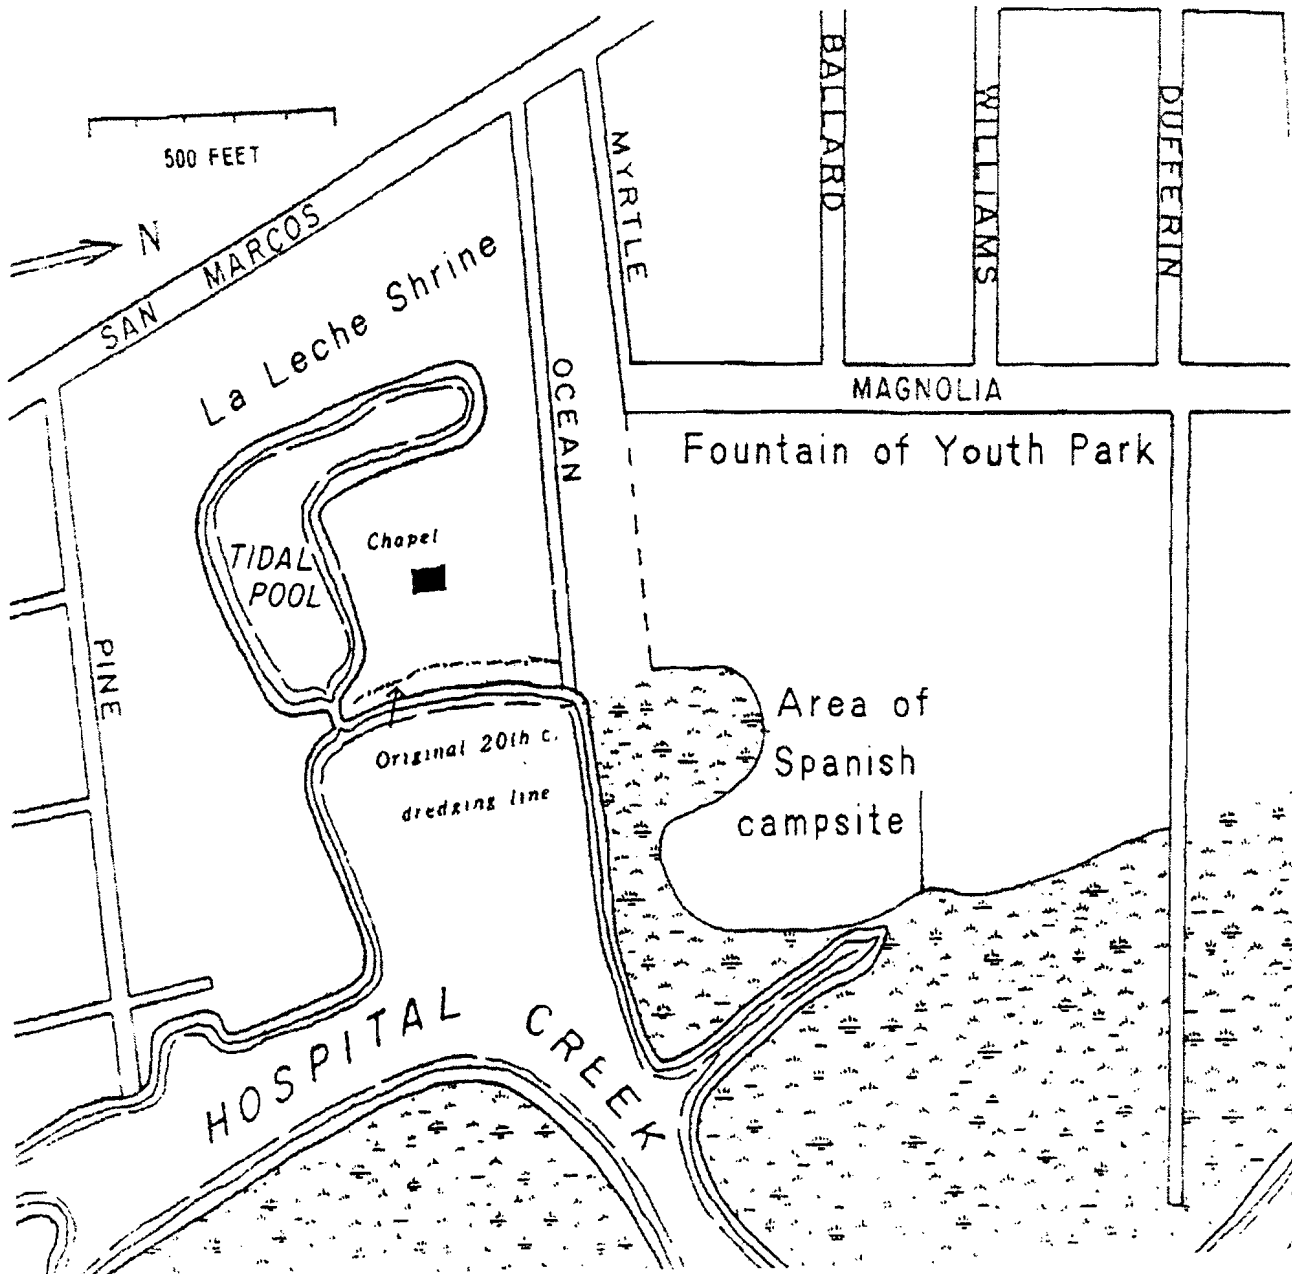 BALLARD
WILLIAMS
DUFFERIN
500 FEET
MYRTLE
N
SAN MARCOS
La Leche Shrine
OCEAN
MAGNOLIA
Fountain of Youth Park
Chapel
TIDAL
POOL
PINE
Area of
Spanish
campsite
Original 20th c.
dredging line
HOSPITAL CREEK